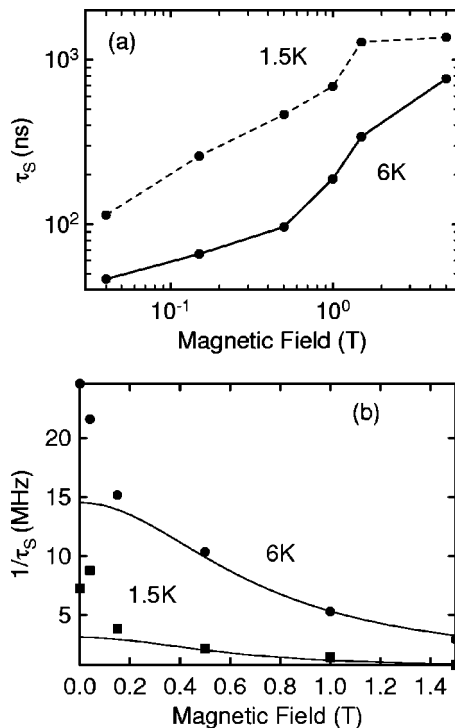 (a)
10³
1.5K
τS (ns)
6K
10²
10⁻¹
10⁰
Magnetic Field (T)
(b)
20
15
1/τS (MHz)
6K
10
1.5K
5
0.0 0.2 0.4 0.6 0.8 1.0 1.2 1.4
Magnetic Field (T)